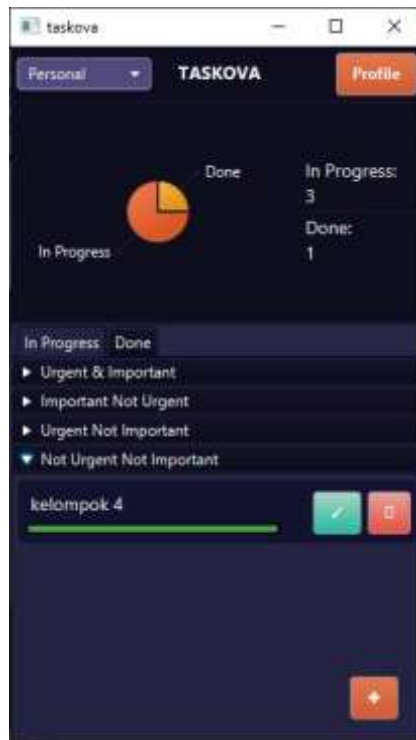 taskova
Personal
TASKOVA
Profile
Done
In Progress
In Progress:
3
Done:
1
In Progress Done
Urgent & Important
Important Not Urgent
Urgent Not Important
Not Urgent Not Important
kelompok 4